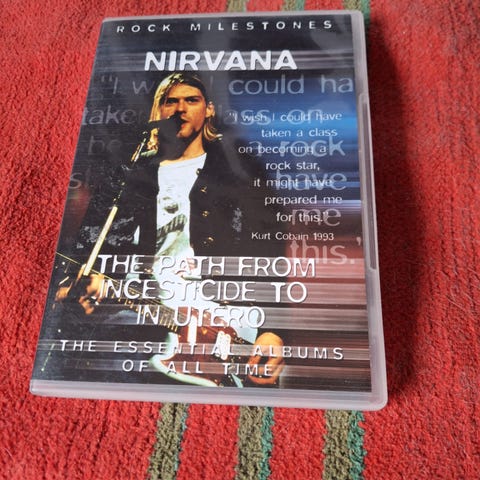 ROCK MILESTONES
NIRVANA
"I wish I could have
taken a class
on becoming a
rock star,
it might have
prepared me
for this."
Kurt Cobain 1993
THE PATH FROM
INCESTICIDE TO
IN UTERO
THE ESSENTIAL ALBUMS
OF ALL TIME